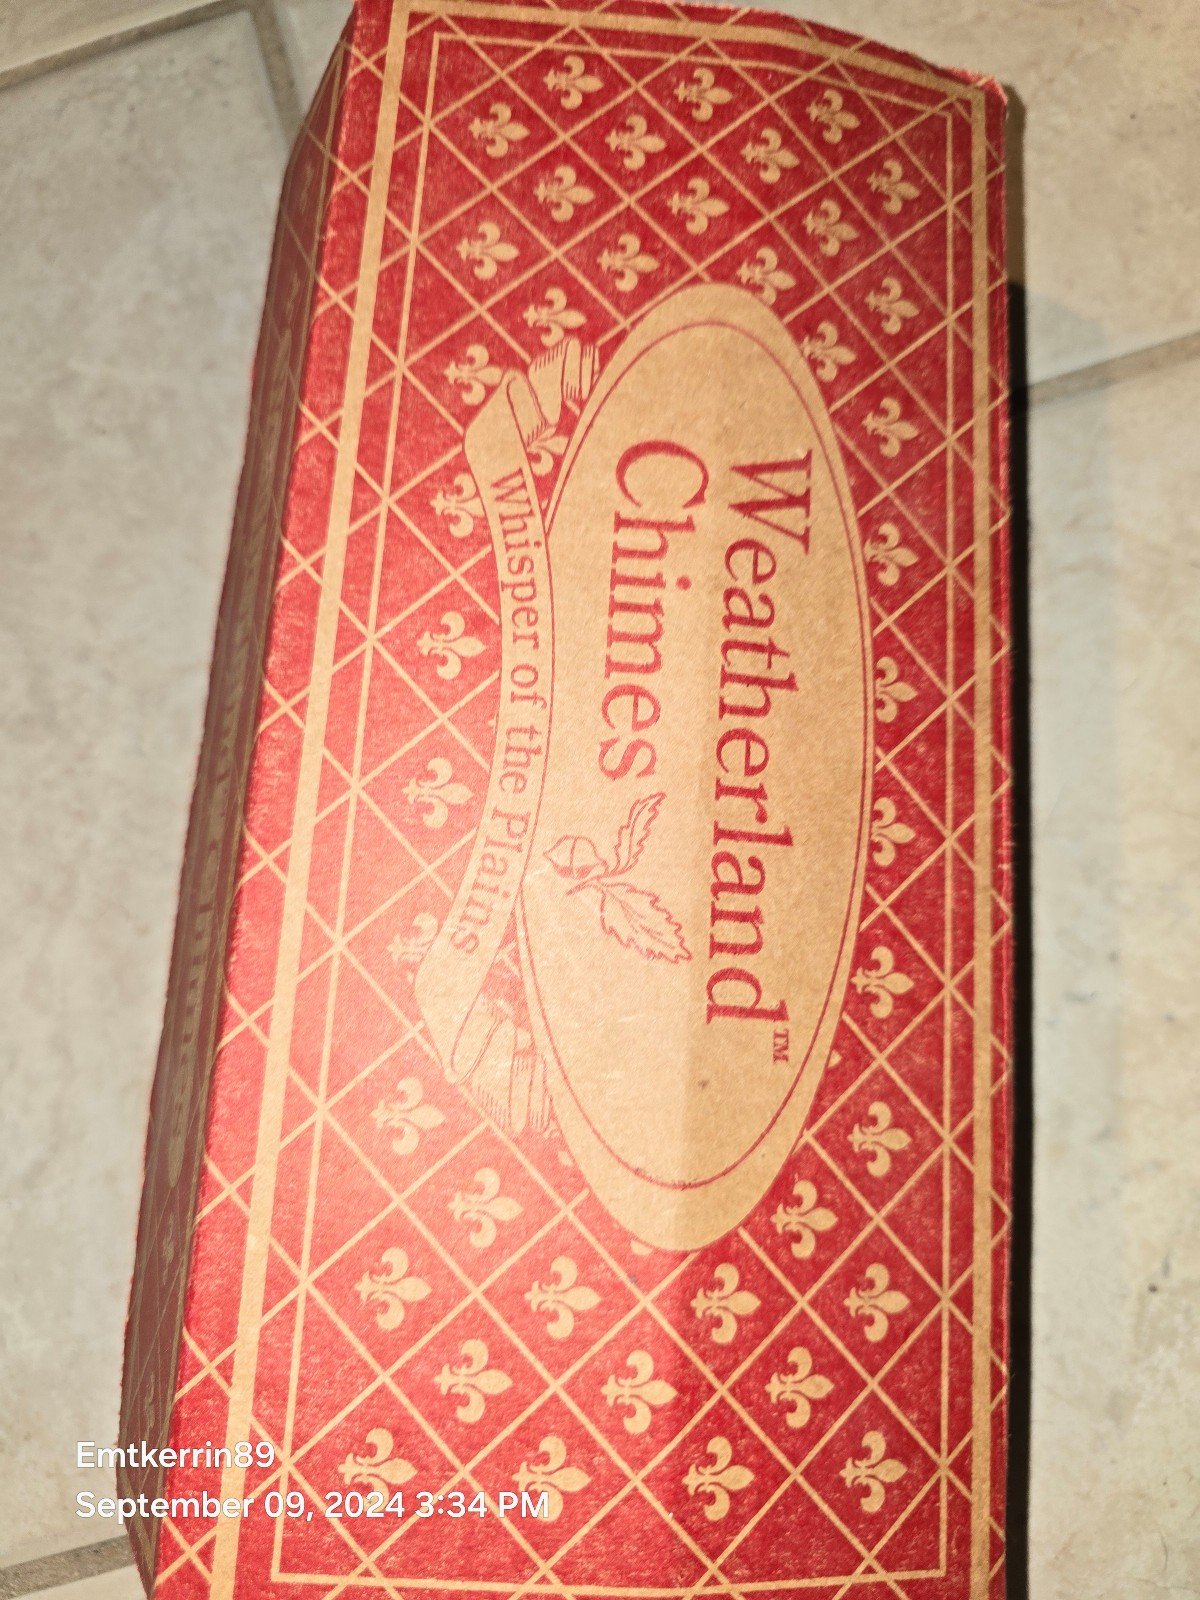 Weatherland™
Chimes
Whisper of the Plains
Emtkerrin89
September 09, 2024 3:34 PM